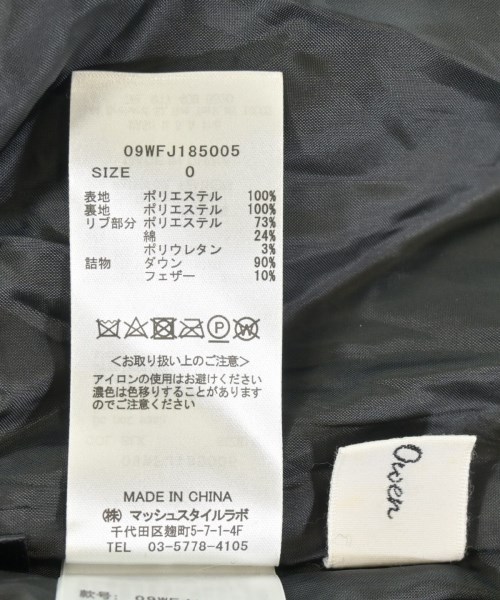 09WFJ185005
SIZE 0
表地 ポリエステル 100%
裏地 ポリエステル 100%
リブ部分 ポリエステル 73%
綿 24%
ポリウレタン 3%
詰物 ダウン 90%
フェザー 10%
<お取り扱い上のご注意>
アイロンの使用はお避けください
濃色は色移りすることがあります
のでご注意ください
MADE IN CHINA
(株) マッシュスタイルラボ
千代田区麹町5-7-1-4F
TEL 03-5778-4105
款号:
Owen